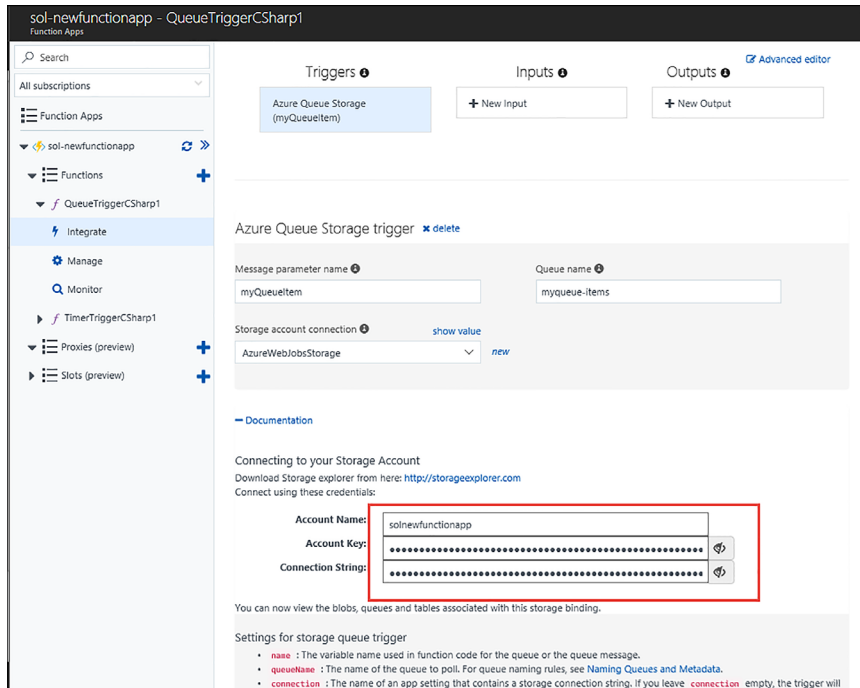 sol-newfunctionapp - QueueTriggerCSharp1
Function Apps
Search
All subscriptions
Function Apps
sol-newfunctionapp
Functions
QueueTriggerCSharp1
Integrate
Manage
Monitor
TimerTriggerCSharp1
Proxies (preview)
Slots (preview)
Advanced editor
Triggers
Inputs
Outputs
Azure Queue Storage
(myQueueItem)
New Input
New Output
Azure Queue Storage trigger
delete
Message parameter name
Queue name
myQueueItem
myqueue-items
Storage account connection
show value
AzureWebJobsStorage
new
Documentation
Connecting to your Storage Account
Download Storage explorer from here: http://storageexplorer.com
Connect using these credentials:
Account Name:
solnewfunctionapp
Account Key:
Connection String:
You can now view the blobs, queues and tables associated with this storage binding.
Settings for storage queue trigger
• name : The variable name used in function code for the queue or the queue message.
• queueName : The name of the queue to poll. For queue naming rules, see Naming Queues and Metadata.
• connection : The name of an app setting that contains a storage connection string. If you leave connection empty, the trigger will